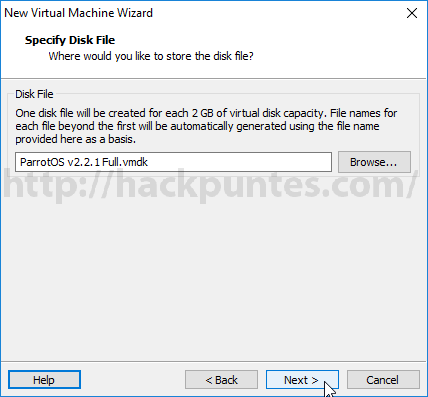 New Virtual Machine Wizard
Specify Disk File
Where would you like to store the disk file?
Disk File
One disk file will be created for each 2 GB of virtual disk capacity. File names for
each file beyond the first will be automatically generated using the file name
provided here as a basis.
ParrotOS v2.2.1 Full.vmdk
Browse...
http://hackpuntes.com/
Help
< Back
Next >
Cancel